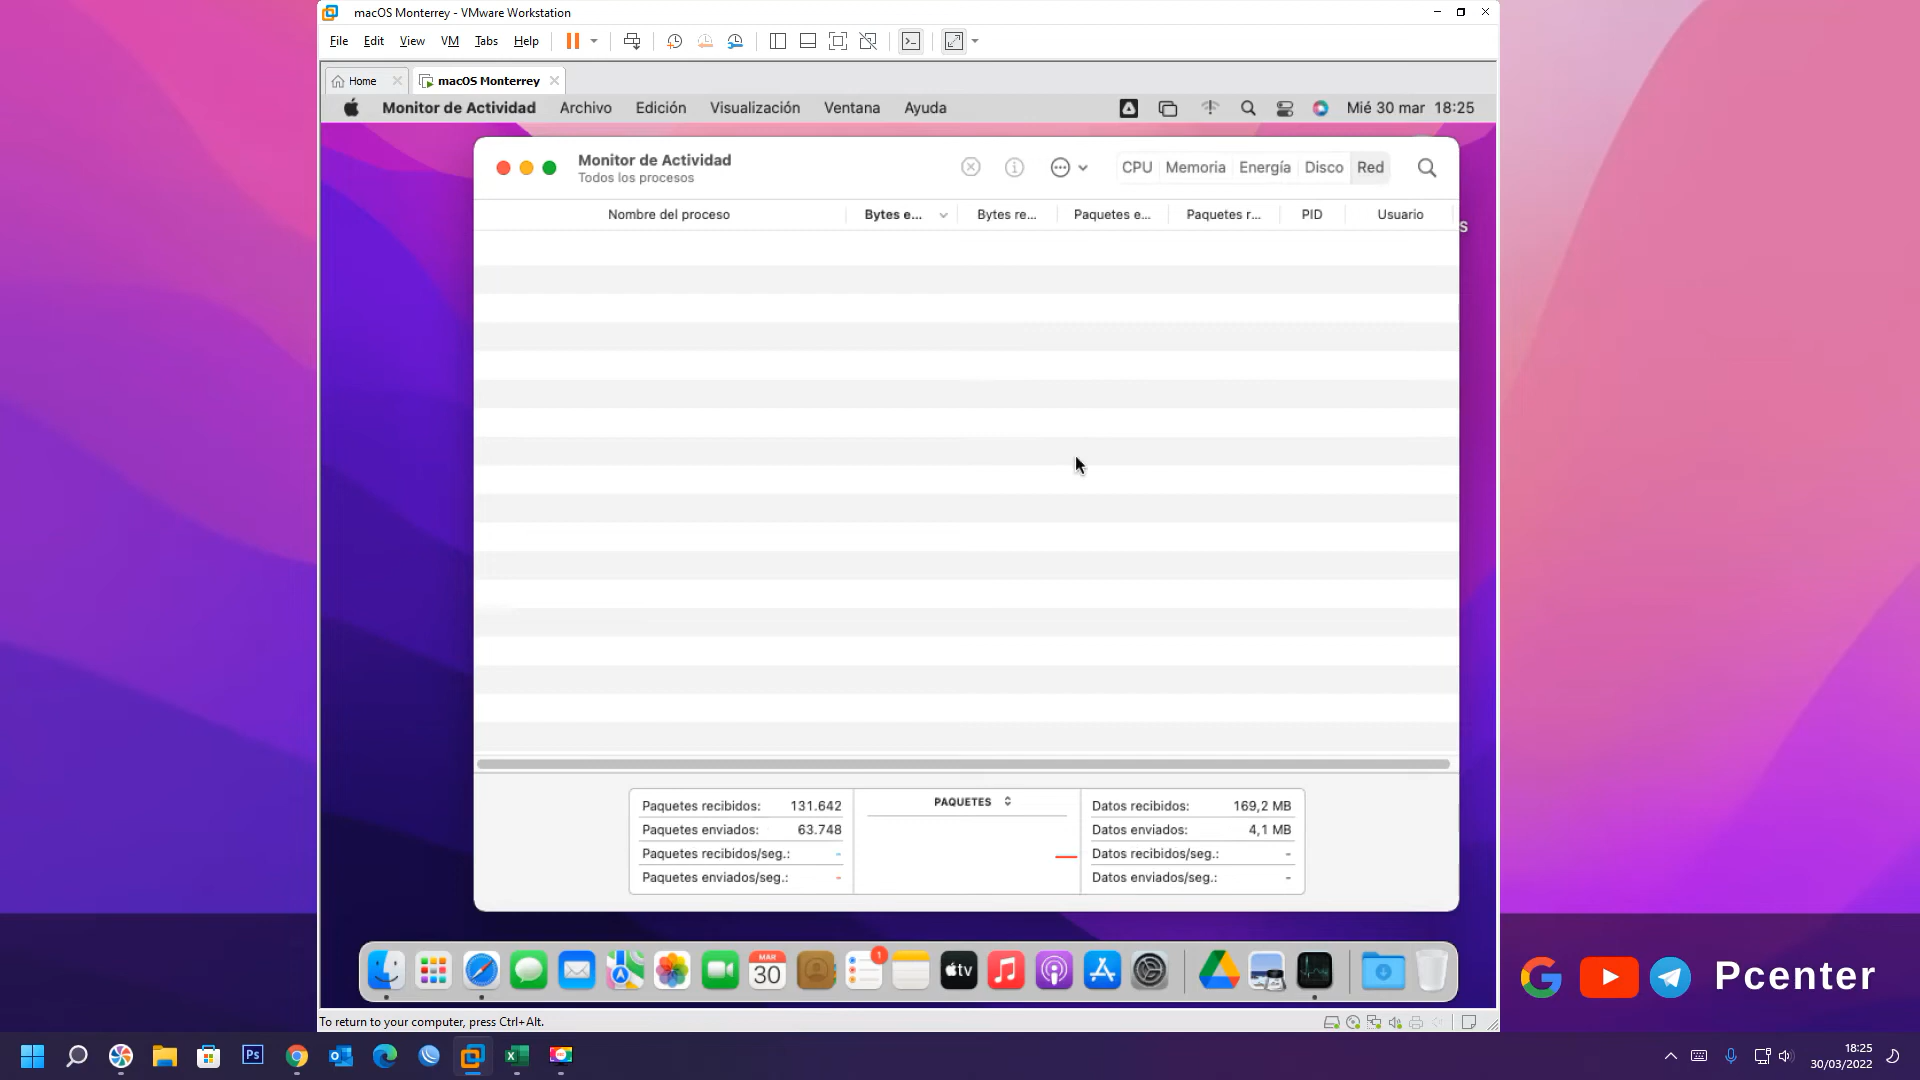 macOS Monterrey - VMware Workstation
File Edit View VM Tabs Help
Home macOS Monterrey
Monitor de Actividad Archivo Edición Visualización Ventana Ayuda Mié 30 mar 18:25
Monitor de Actividad
Todos los procesos
CPU Memoria Energía Disco Red
Nombre del proceso Bytes e... Bytes re... Paquetes e... Paquetes r... PID Usuario
s
Paquetes recibidos: 131.642
Paquetes enviados: 63.748
Paquetes recibidos/seg.: -
Paquetes enviados/seg.: -
PAQUETES
Datos recibidos: 169,2 MB
Datos enviados: 4,1 MB
Datos recibidos/seg.: -
Datos enviados/seg.: -
MAR
30
1
tv
Pcenter
To return to your computer, press Ctrl+Alt.
Ps
18:25
30/03/2022